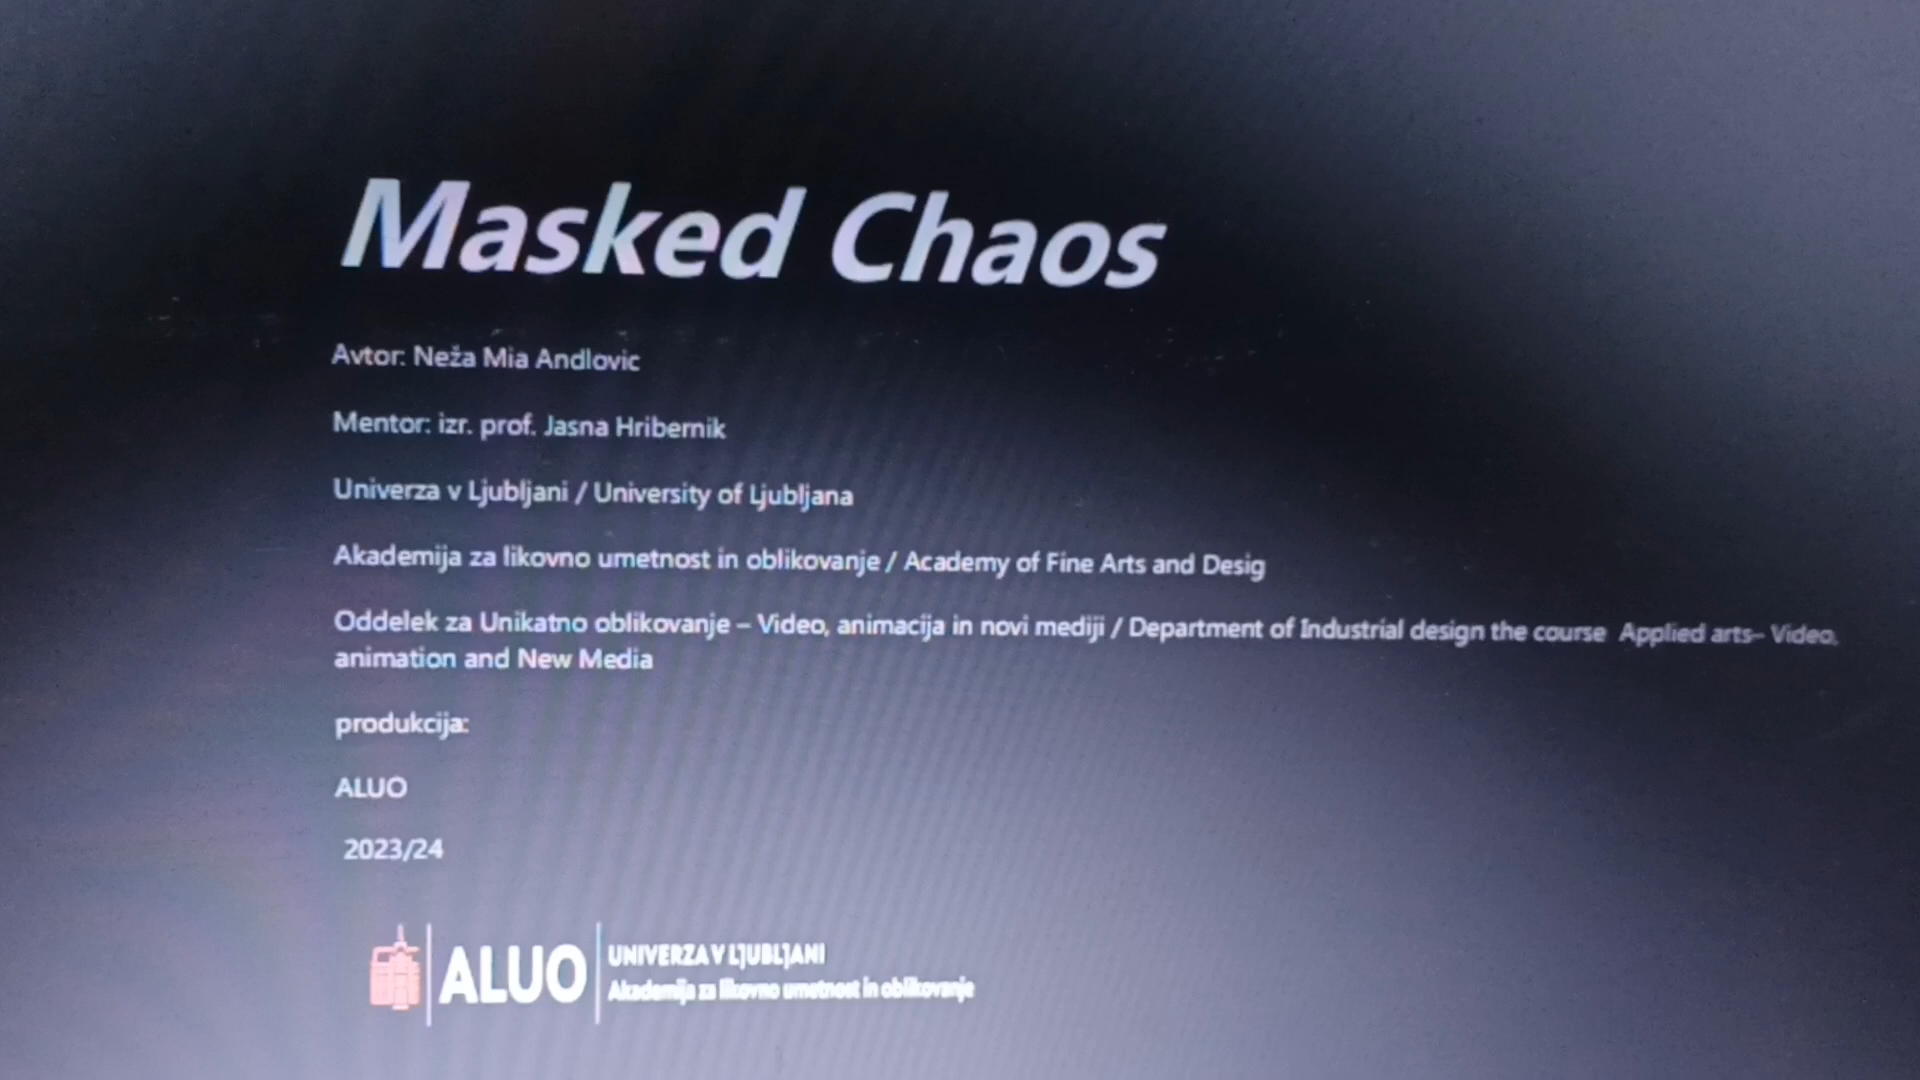 Masked Chaos
Avtor: Neža Mia Andlovic
Mentor: izr. prof. Jasna Hribernik
Univerza v Ljubljani / University of Ljubljana
Akademija za likovno umetnost in oblikovanje / Academy of Fine Arts and Desig
Oddelek za Unikatno oblikovanje – Video, animacija in novi mediji / Department of Industrial design the course Applied arts– Video,
animation and New Media
produkcija:
ALUO
2023/24
ALUO
UNIVERZA V LJUBLJANI
Akademija za likovno umetnost in oblikovanje